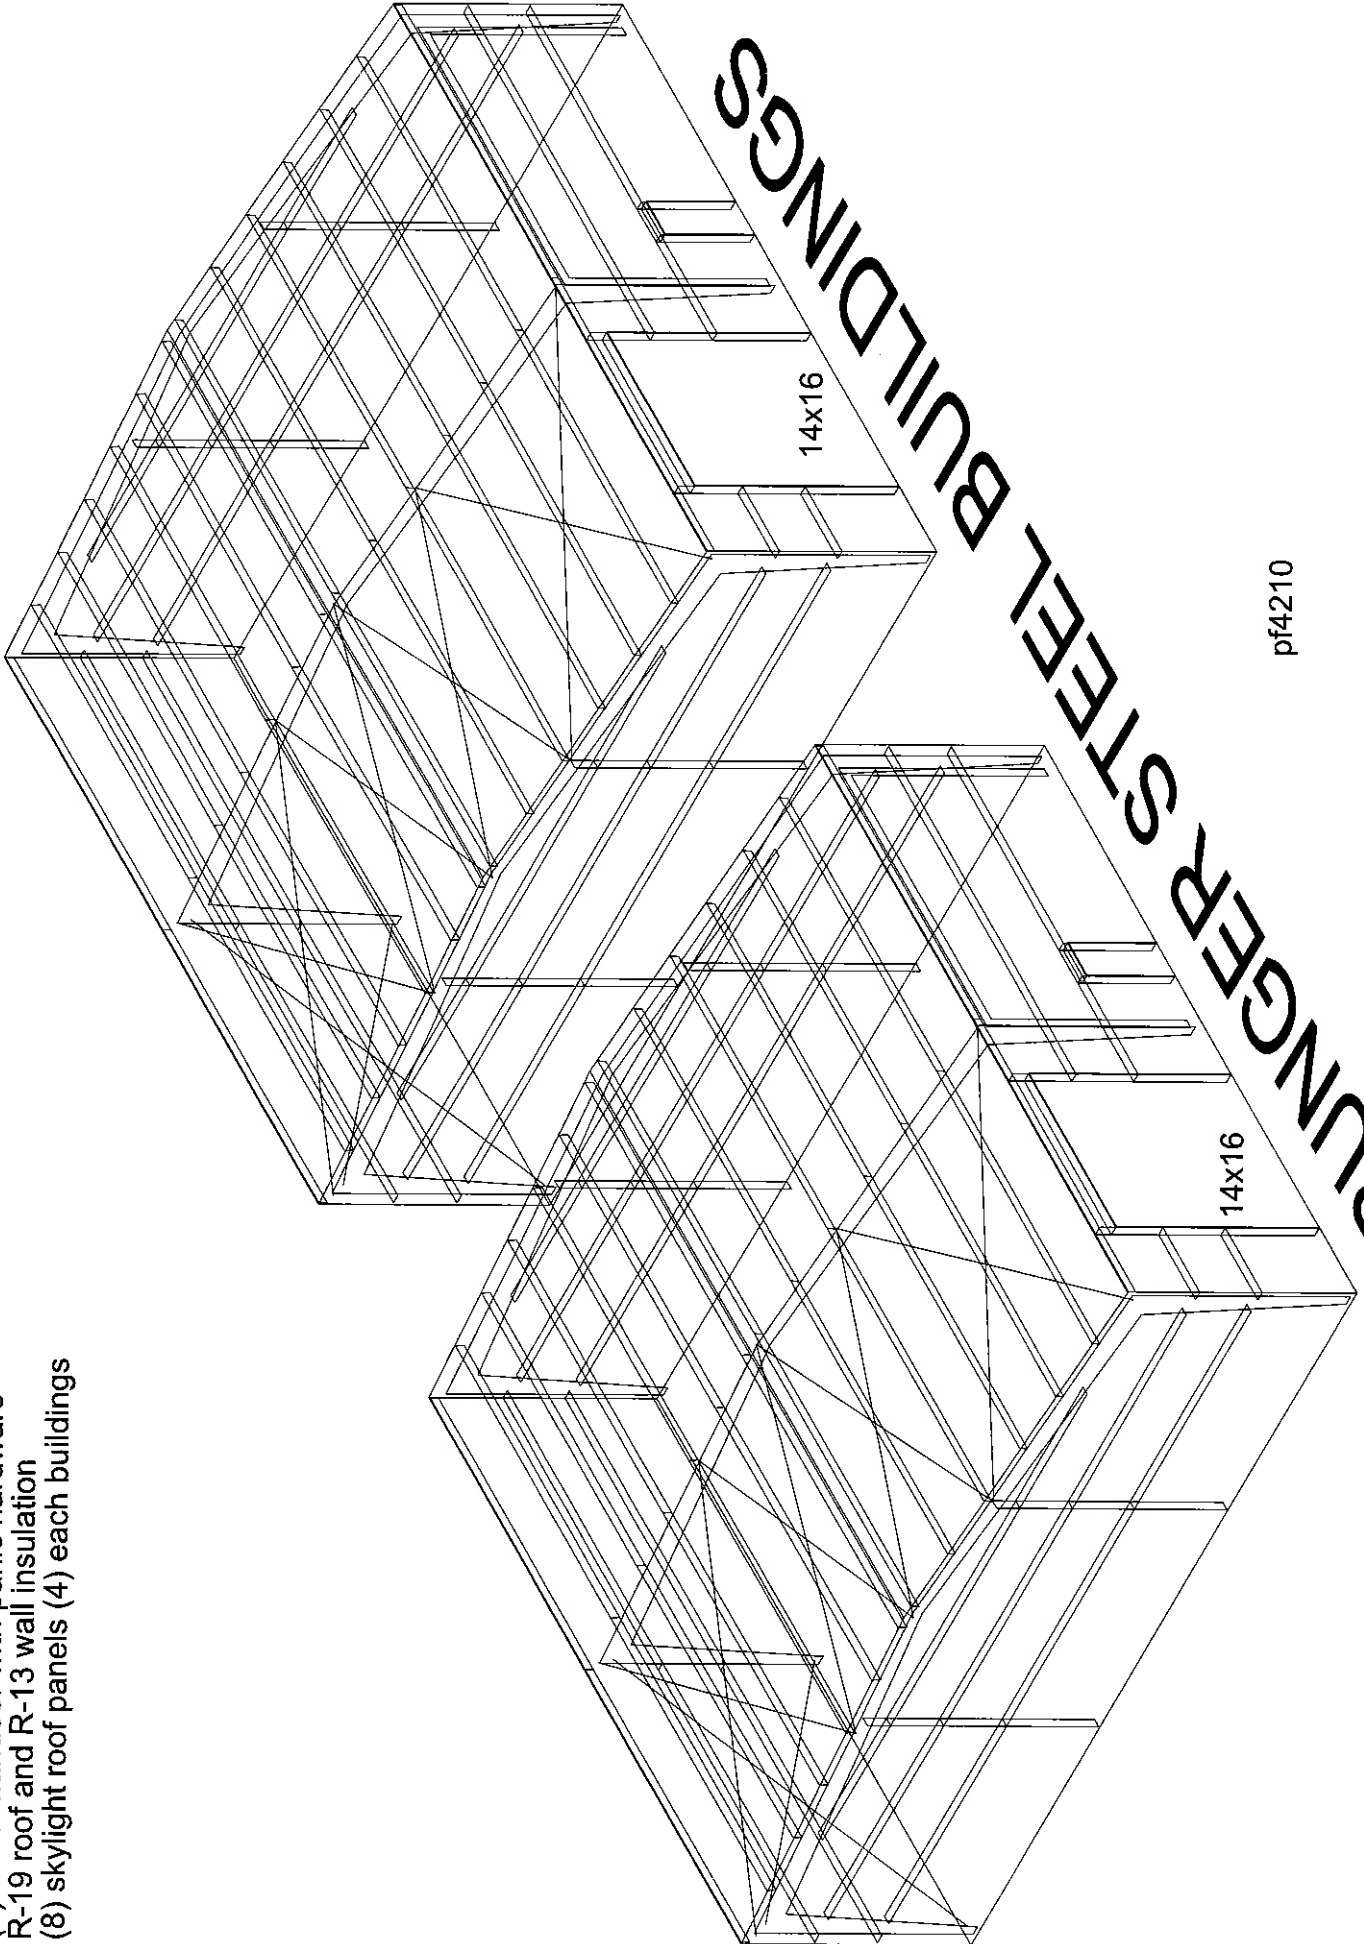 R-19 roof and R-13 wall insulation
(8) skylight roof panels (4) each buildings
14x16
14x16
STEEL BUILDINGS
pf4210